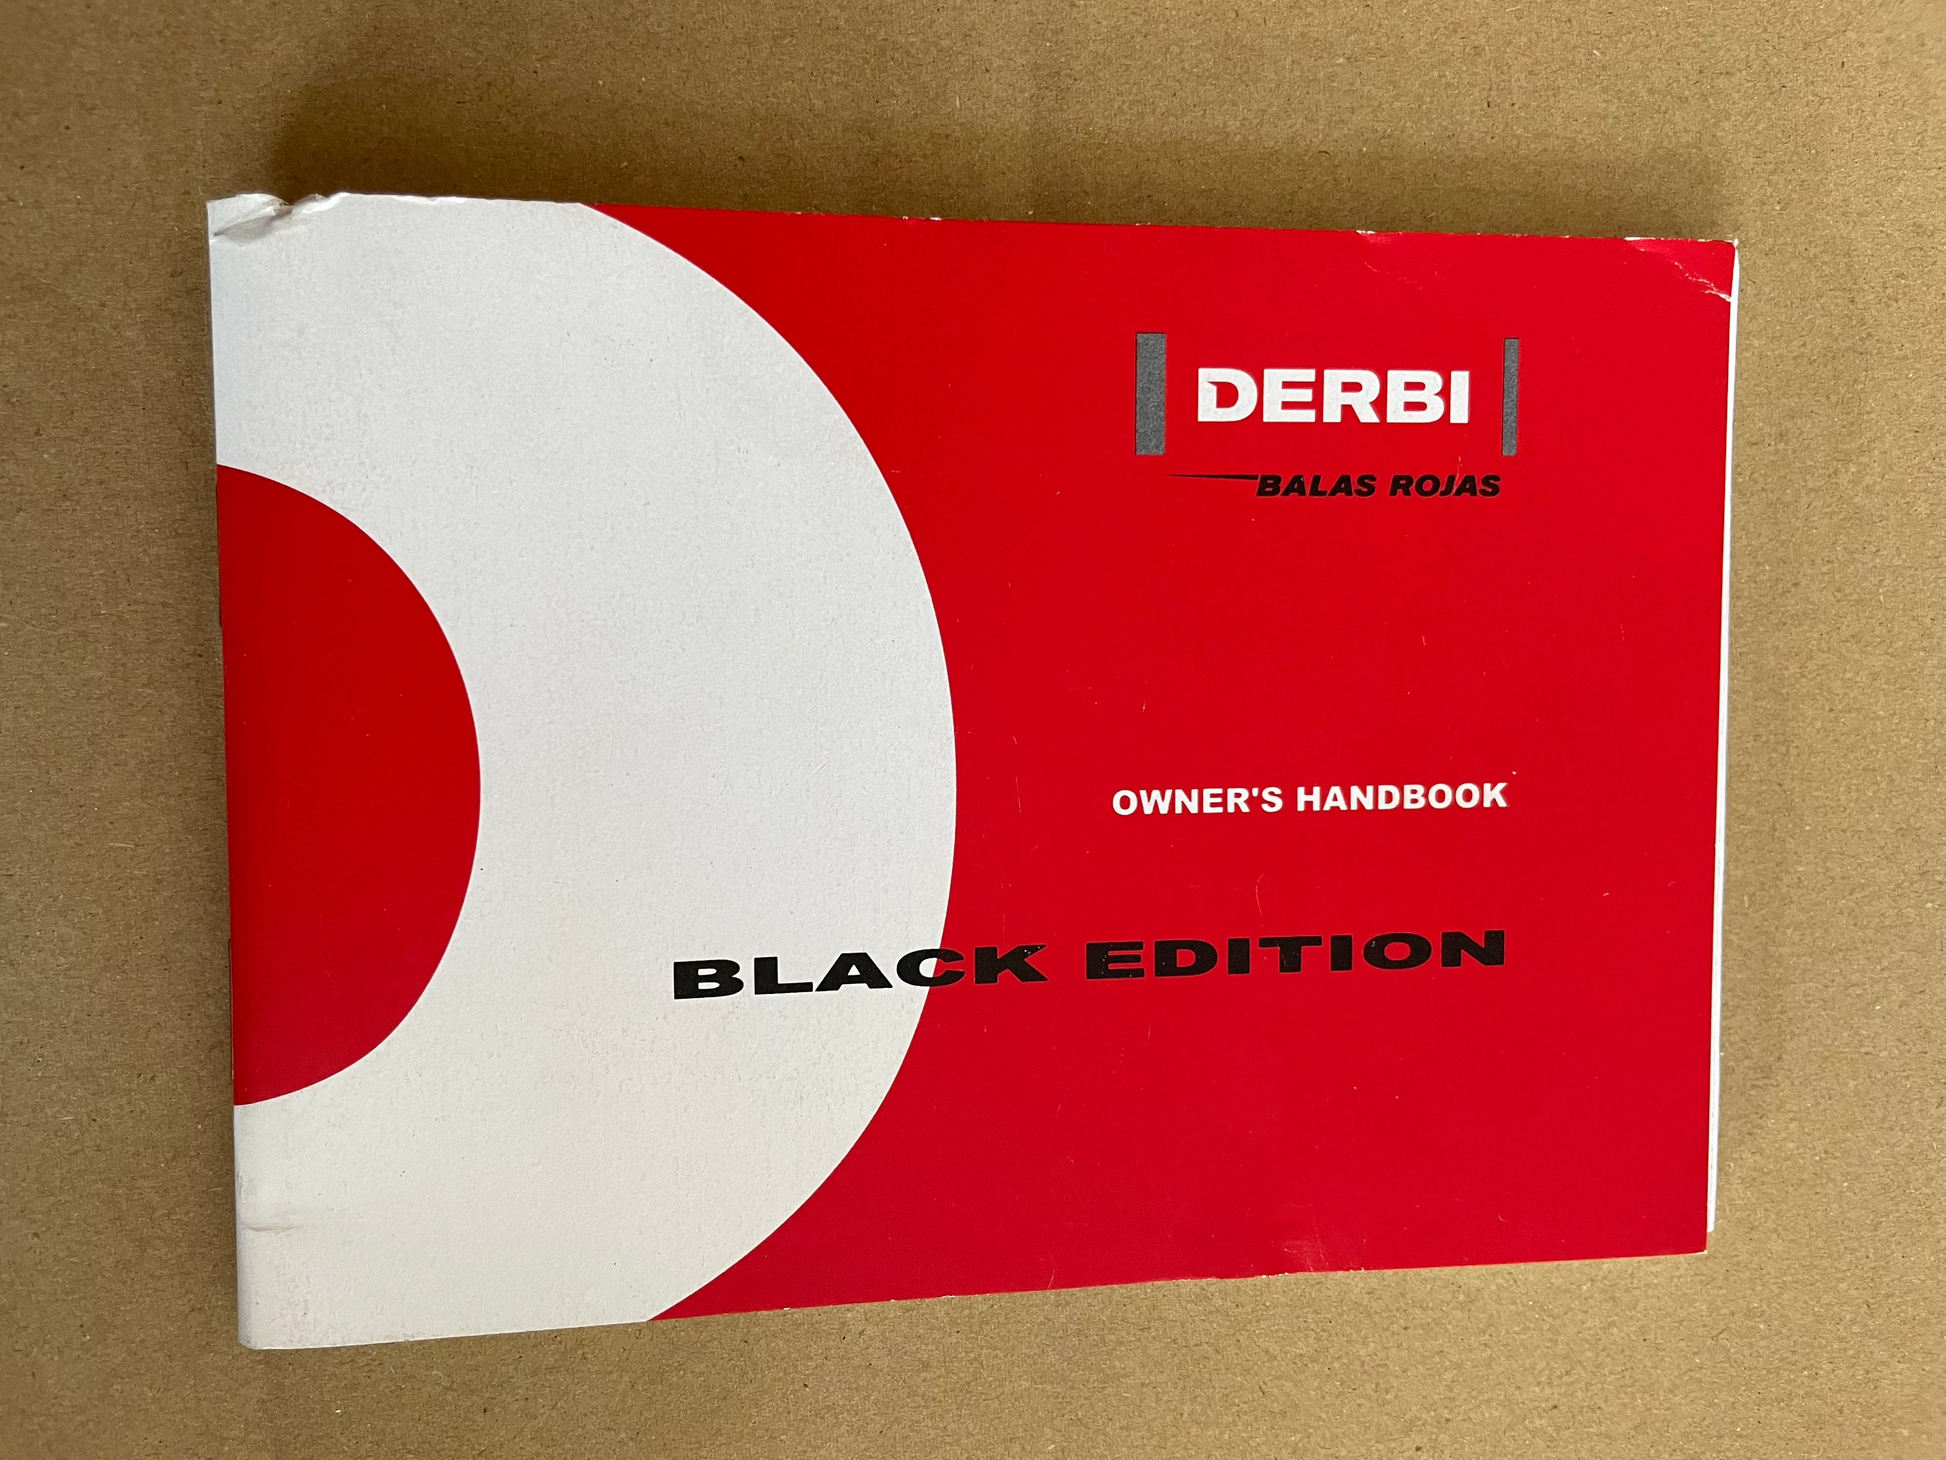 DERBI
BALAS ROJAS
OWNER'S HANDBOOK
BLACK EDITION